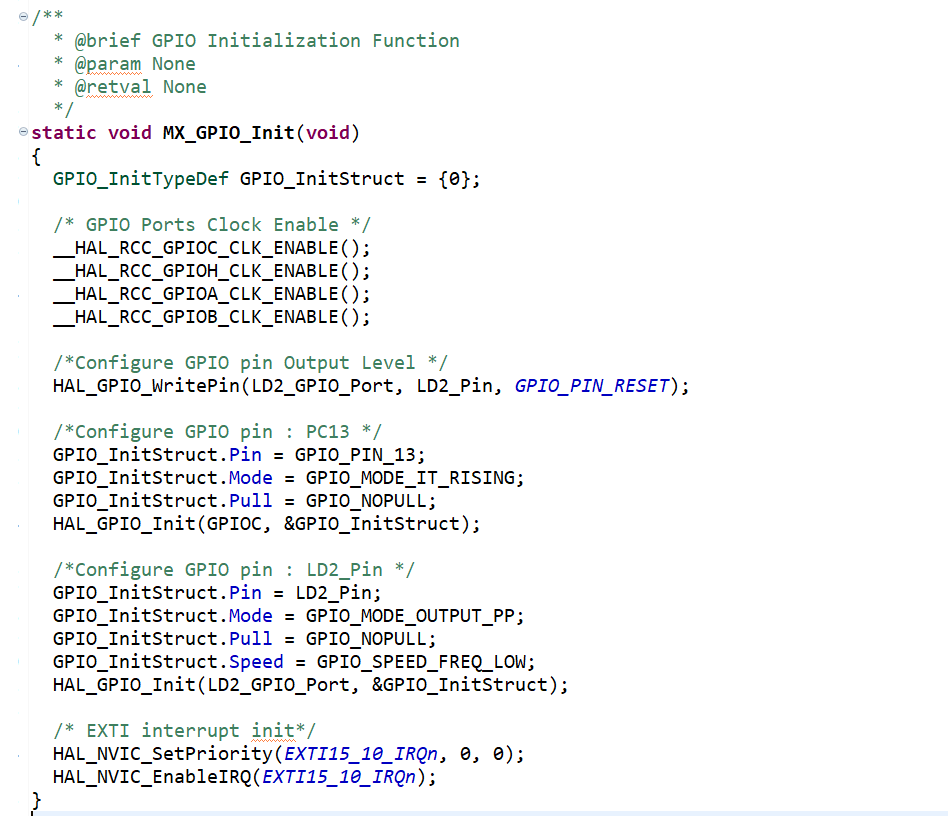 /**
  * @brief GPIO Initialization Function
  * @param None
  * @retval None
  */
static void MX_GPIO_Init(void)
{
  GPIO_InitTypeDef GPIO_InitStruct = {0};

  /* GPIO Ports Clock Enable */
  __HAL_RCC_GPIOC_CLK_ENABLE();
  __HAL_RCC_GPIOH_CLK_ENABLE();
  __HAL_RCC_GPIOA_CLK_ENABLE();
  __HAL_RCC_GPIOB_CLK_ENABLE();

  /*Configure GPIO pin Output Level */
  HAL_GPIO_WritePin(LD2_GPIO_Port, LD2_Pin, GPIO_PIN_RESET);

  /*Configure GPIO pin : PC13 */
  GPIO_InitStruct.Pin = GPIO_PIN_13;
  GPIO_InitStruct.Mode = GPIO_MODE_IT_RISING;
  GPIO_InitStruct.Pull = GPIO_NOPULL;
  HAL_GPIO_Init(GPIOC, &GPIO_InitStruct);

  /*Configure GPIO pin : LD2_Pin */
  GPIO_InitStruct.Pin = LD2_Pin;
  GPIO_InitStruct.Mode = GPIO_MODE_OUTPUT_PP;
  GPIO_InitStruct.Pull = GPIO_NOPULL;
  GPIO_InitStruct.Speed = GPIO_SPEED_FREQ_LOW;
  HAL_GPIO_Init(LD2_GPIO_Port, &GPIO_InitStruct);

  /* EXTI interrupt init*/
  HAL_NVIC_SetPriority(EXTI15_10_IRQn, 0, 0);
  HAL_NVIC_EnableIRQ(EXTI15_10_IRQn);
}